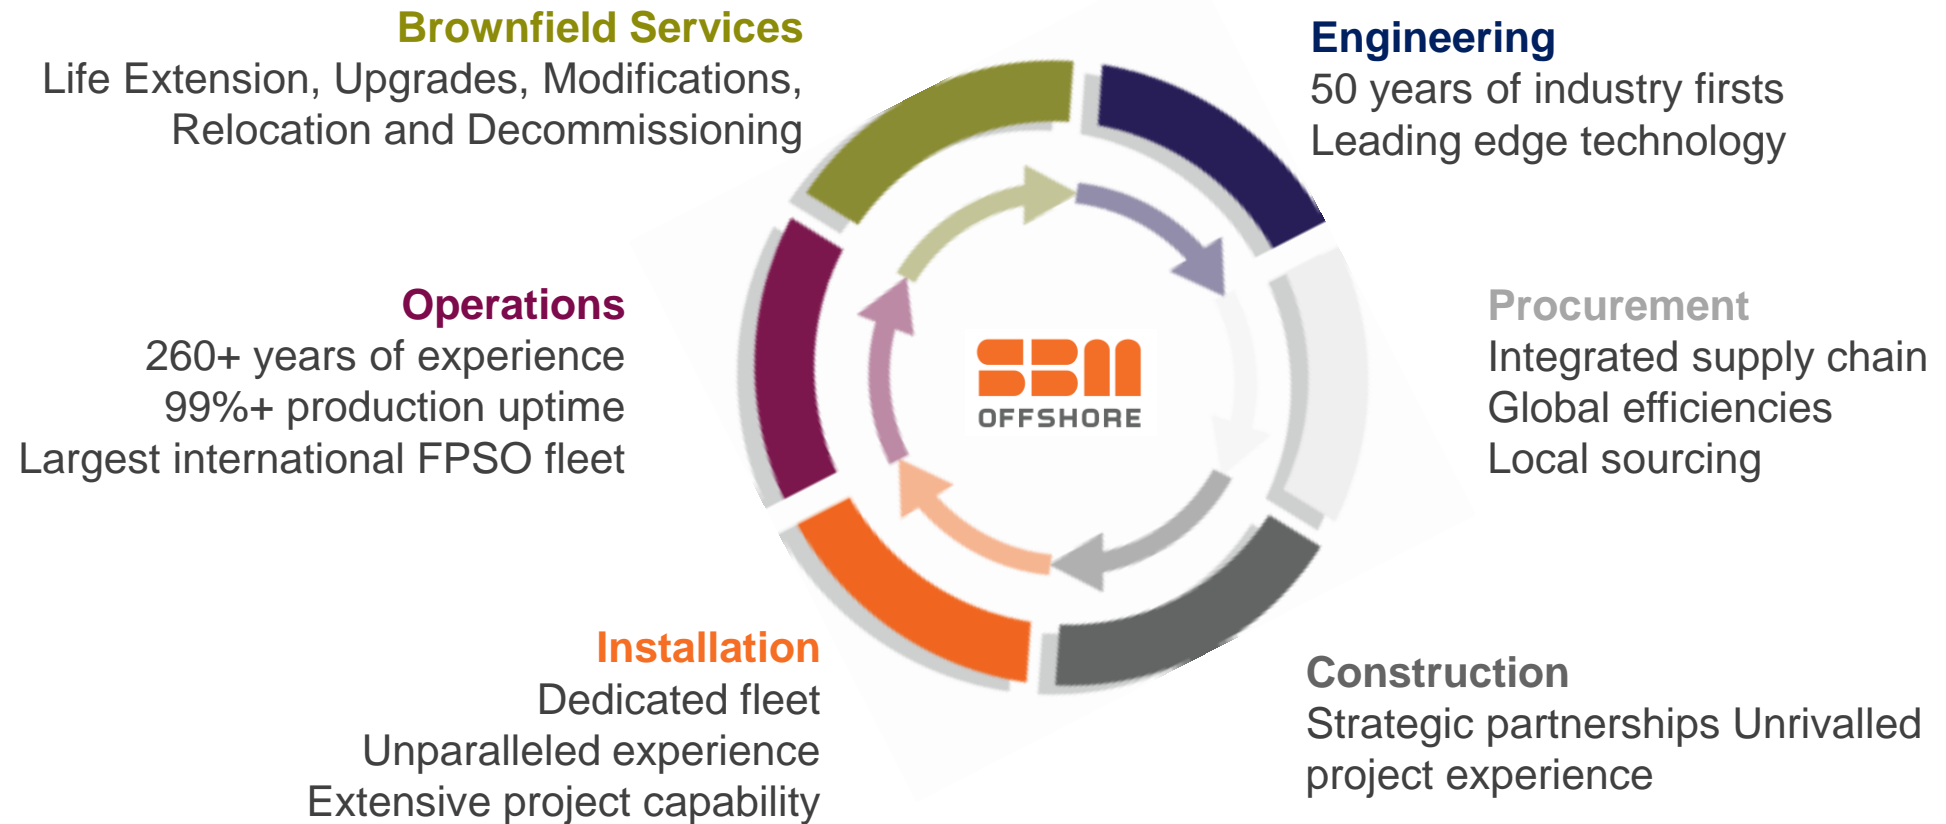 Brownfield Services
Life Extension, Upgrades, Modifications,
Relocation and Decommissioning
Engineering
50 years of industry firsts
Leading edge technology
Operations
260+ years of experience
99%+ production uptime
Largest international FPSO fleet
SBM
OFFSHORE
Procurement
Integrated supply chain
Global efficiencies
Local sourcing
Installation
Dedicated fleet
Unparalleled experience
Extensive project capability
Construction
Strategic partnerships Unrivalled
project experience